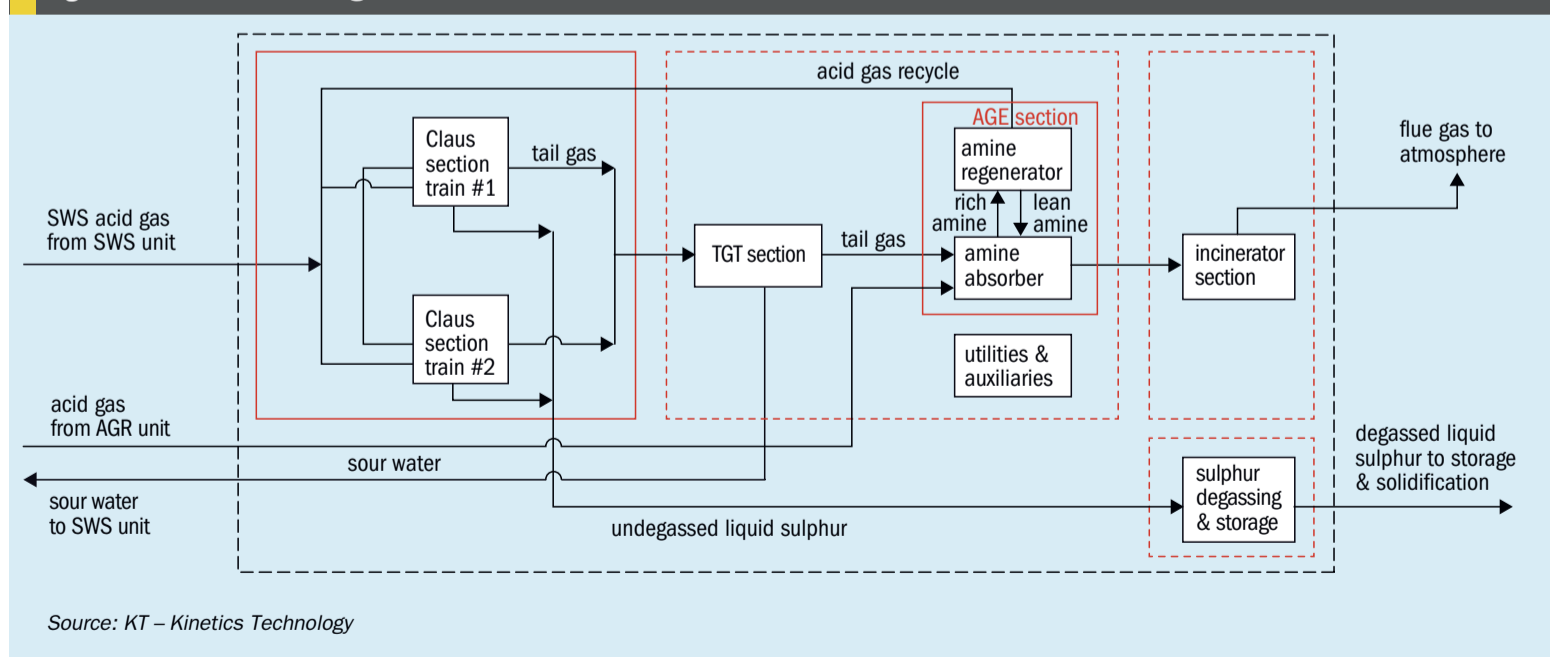 acid gas recycle
AGE section
Claus
section
train #1
tail gas
amine
regenerator
flue gas to
atmosphere
rich
amine
lean
amine
SWS acid gas
from SWS unit
TGT section
tail gas
amine
absorber
incinerator
section
Claus
section
train #2
utilities &
auxiliaries
acid gas
from AGR unit
sour water
sour water
to SWS unit
undegassed liquid sulphur
sulphur
degassing
& storage
degassed liquid
sulphur to storage
& solidification
Source: KT – Kinetics Technology